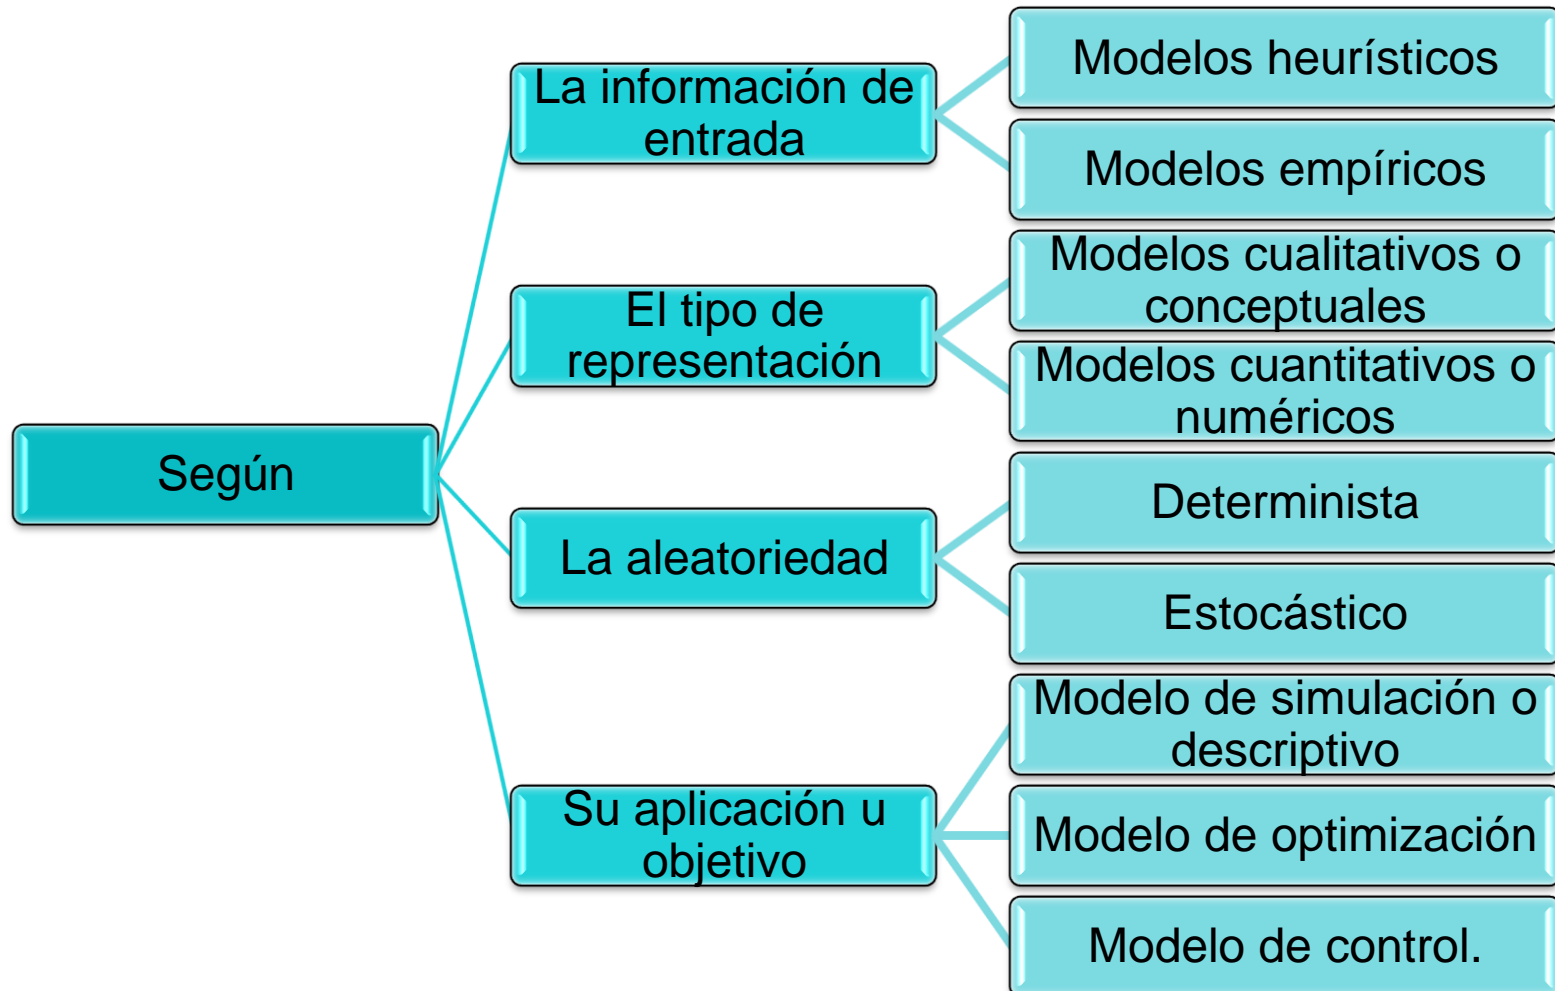 Según
La información de
entrada
Modelos heurísticos
Modelos empíricos
El tipo de
representación
Modelos cualitativos o
conceptuales
Modelos cuantitativos o
numéricos
La aleatoriedad
Determinista
Estocástico
Su aplicación u
objetivo
Modelo de simulación o
descriptivo
Modelo de optimización
Modelo de control.